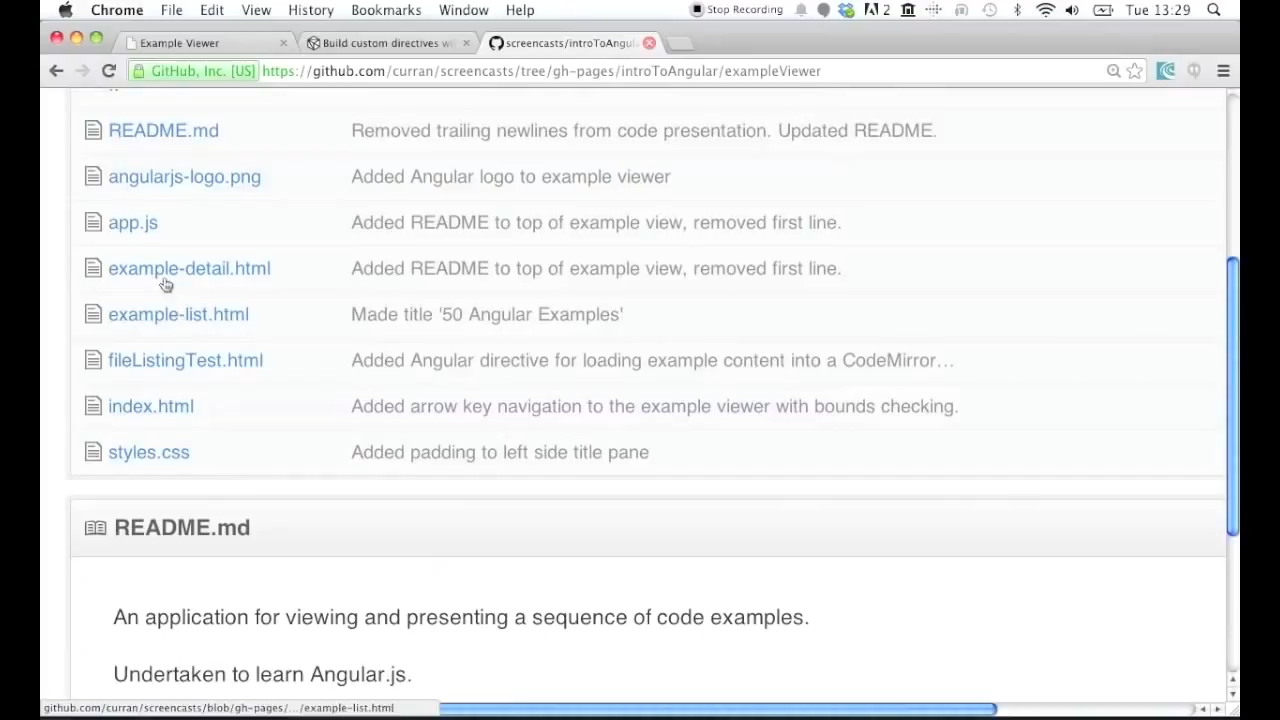 Chrome File Edit View History Bookmarks Window Help Stop Recording 2 Tue 13:29
Example Viewer Build custom directives wi screencasts/introToAngul
GitHub, Inc. [US] https://github.com/curran/screencasts/tree/gh-pages/introToAngular/exampleViewer
README.md Removed trailing newlines from code presentation. Updated README.
angularjs-logo.png Added Angular logo to example viewer
app.js Added README to top of example view, removed first line.
example-detail.html Added README to top of example view, removed first line.
example-list.html Made title '50 Angular Examples'
fileListingTest.html Added Angular directive for loading example content into a CodeMirror…
index.html Added arrow key navigation to the example viewer with bounds checking.
styles.css Added padding to left side title pane
README.md
An application for viewing and presenting a sequence of code examples.
Undertaken to learn Angular.js.
github.com/curran/screencasts/blob/gh-pages/…/example-list.html